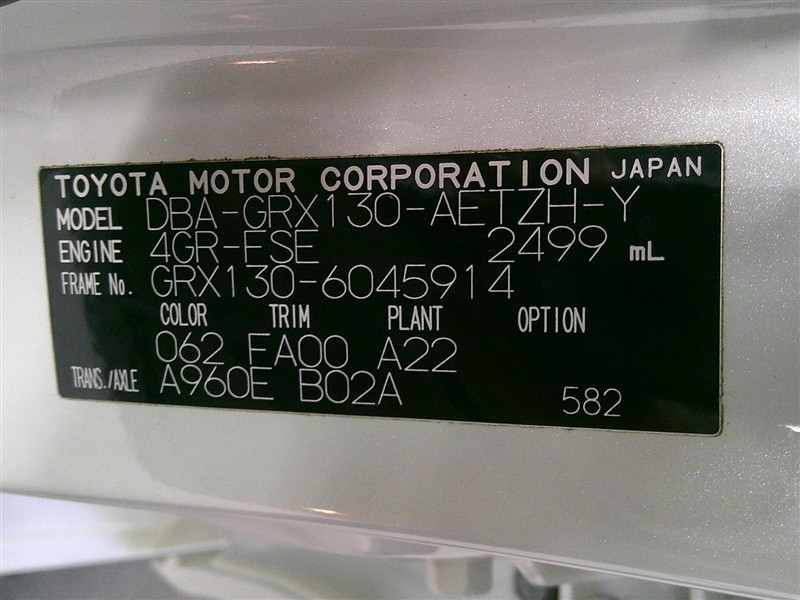 TOYOTA MOTOR CORPORATION JAPAN
MODEL DBA-GRX130-AETZH-Y
ENGINE 4GR-FSE 2499 mL
FRAME No. GRX130-6045914
COLOR TRIM PLANT OPTION
062 FA00 A22
TRANS./AXLE A960E B02A 582